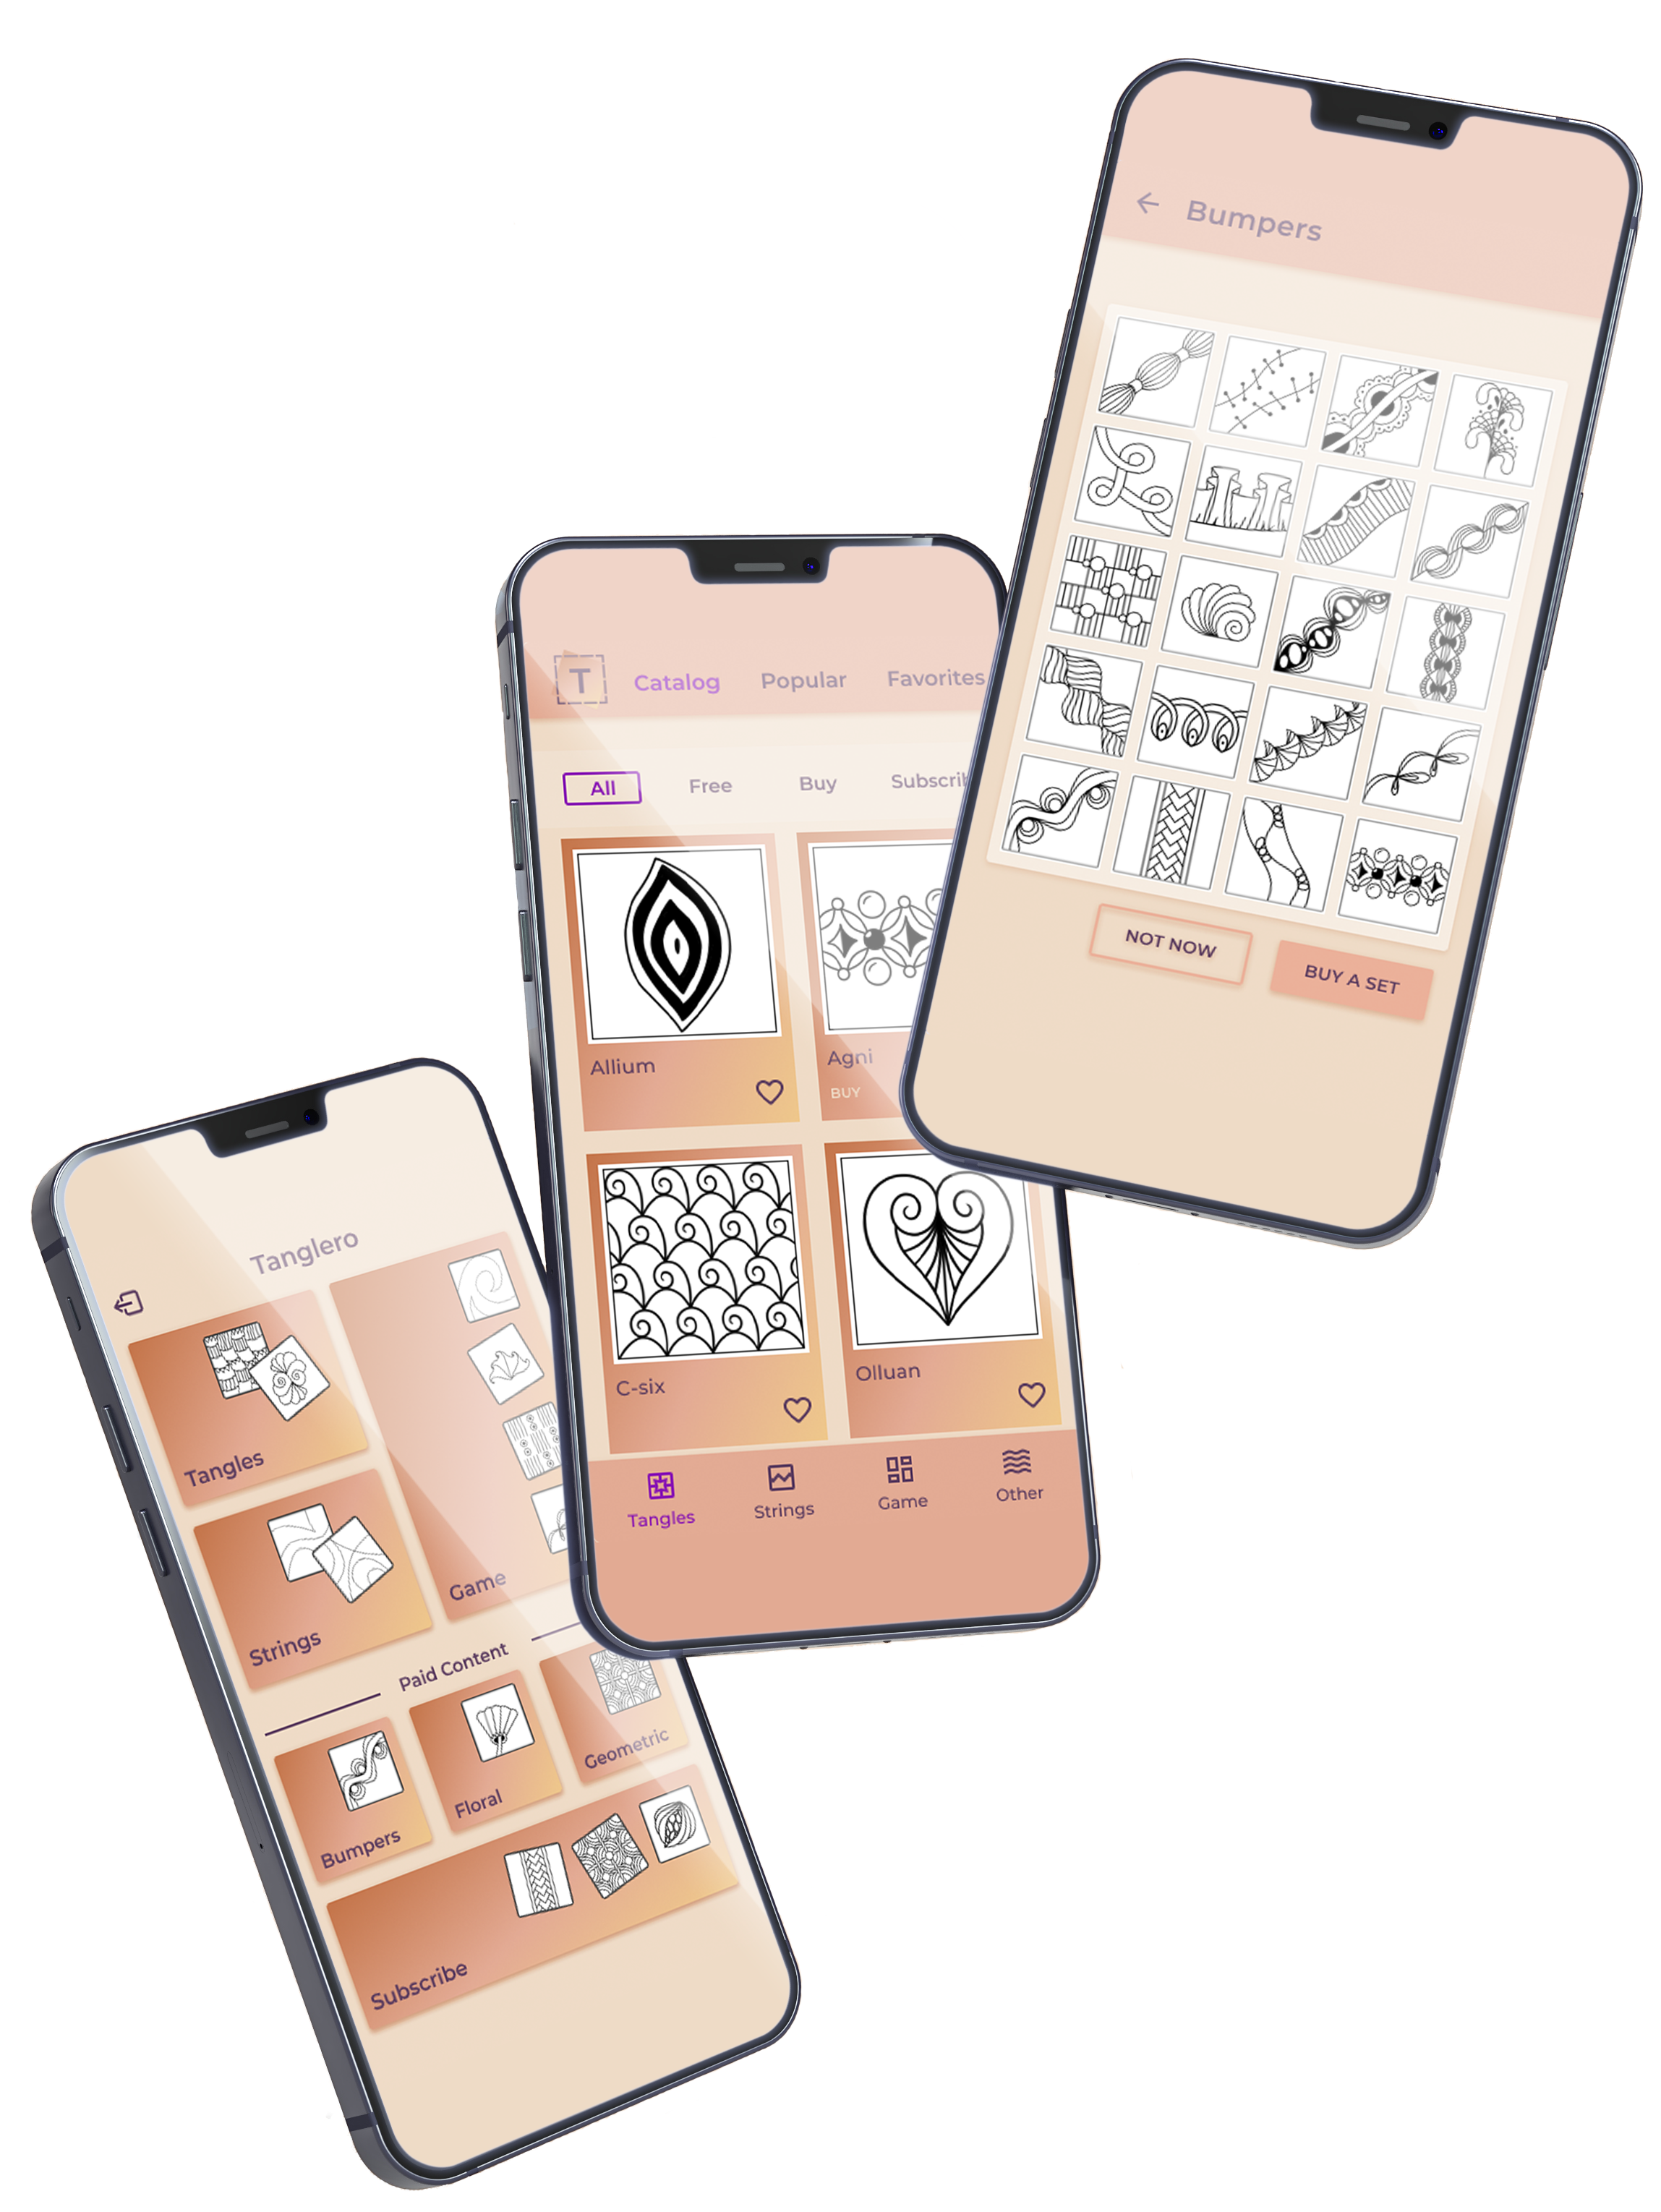 Bumpers
NOT NOW
BUY A SET
T
Catalog Popular Favorites
All Free Buy
Allium
Agni
BUY
C-six
Olluan
Tangles Strings Game Other
Tanglero
Tangles
Game
Strings
Paid Content
Bumpers
Floral
Geometric
Subscribe